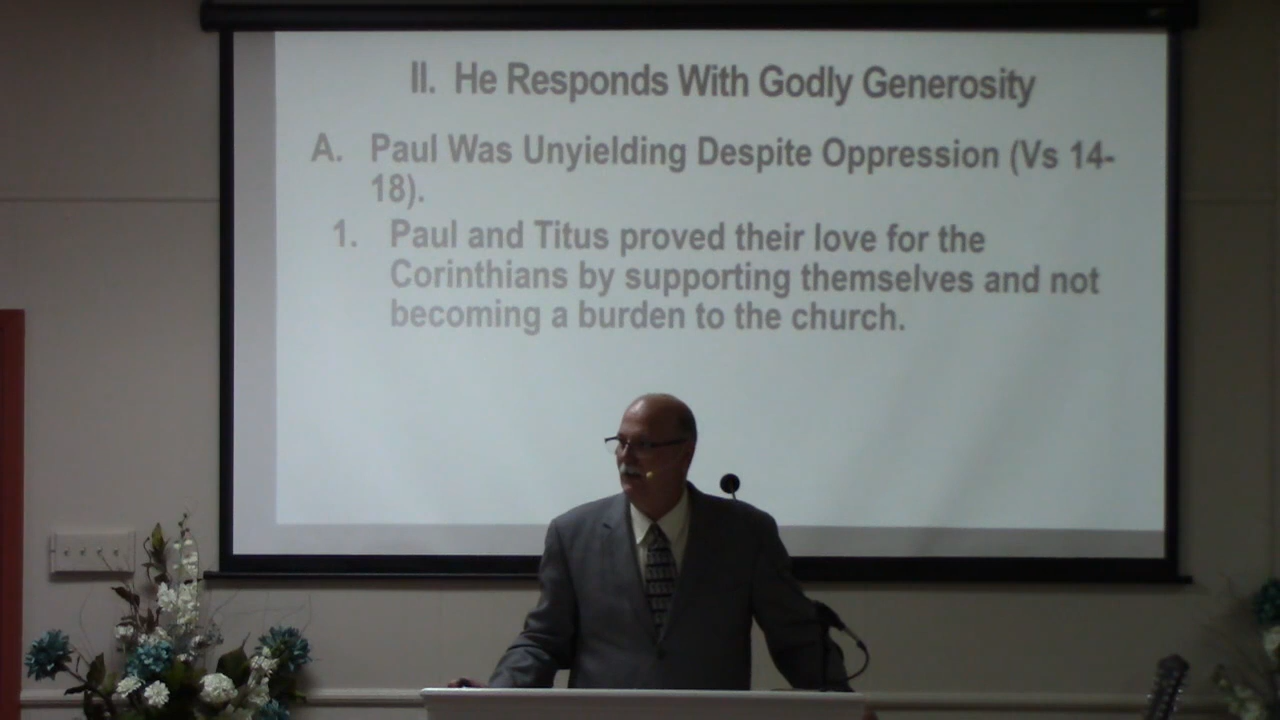 II. He Responds With Godly Generosity
A. Paul Was Unyielding Despite Oppression (Vs 14-
18).
1. Paul and Titus proved their love for the
Corinthians by supporting themselves and not
becoming a burden to the church.